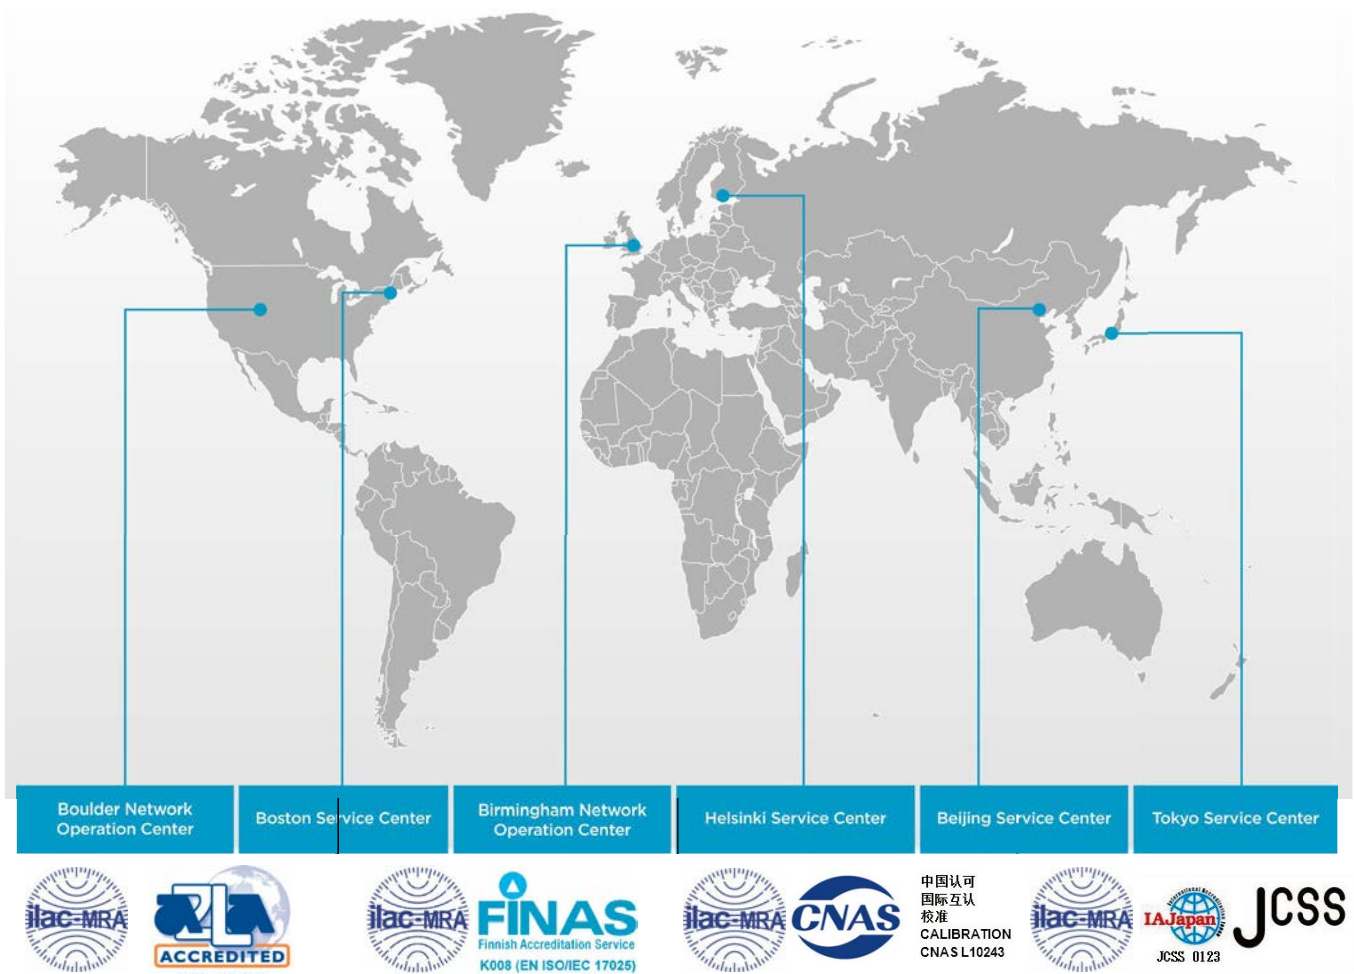 Boulder Network
Operation Center
Boston Service Center
Birmingham Network
Operation Center
Helsinki Service Center
Beijing Service Center
Tokyo Service Center
ilac-MRA
A2LA
ACCREDITED
ilac-MRA
FINAS
Finnish Accreditation Service
K008 (EN ISO/IEC 17025)
ilac-MRA
CNAS
中国认可
国际互认
校准
CALIBRATION
CNAS L10243
ilac-MRA
IAJapan
JCSS 0123
JCSS